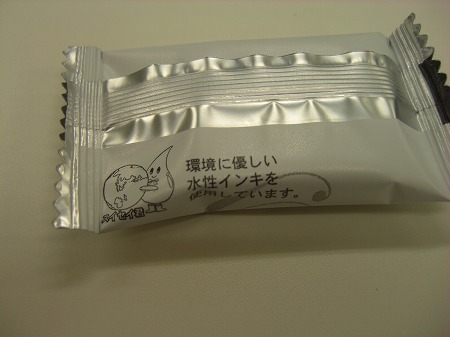 環境に優しい
水性インキを
使用しています。
スイセイ君